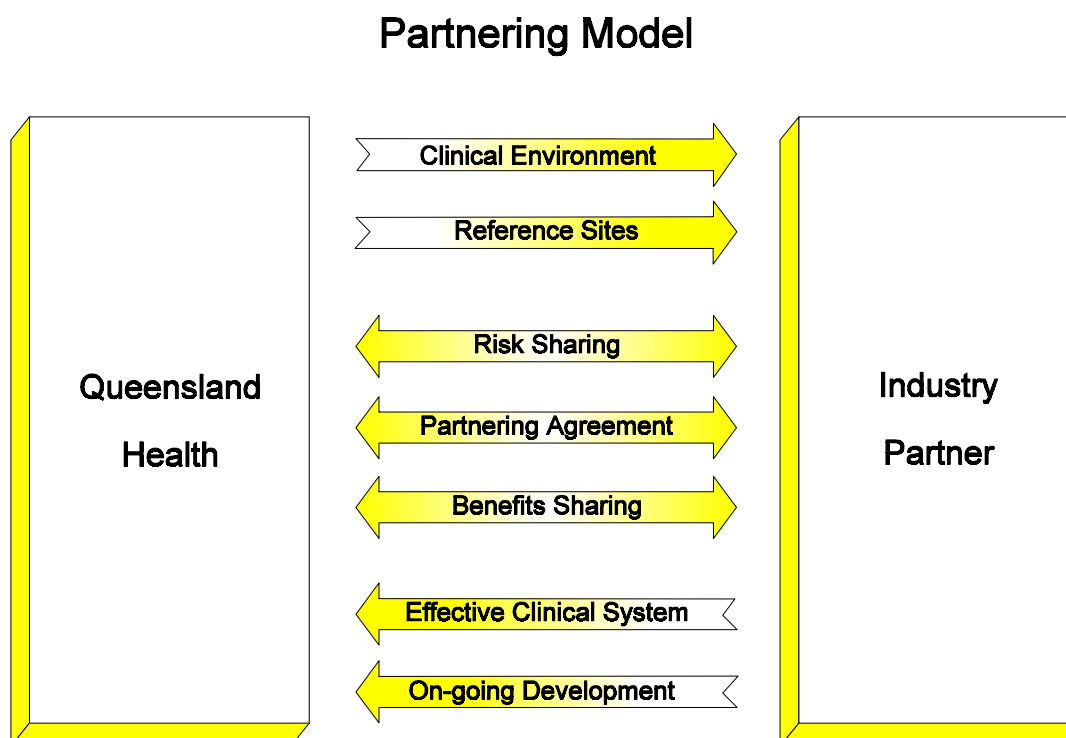 Partnering Model
Clinical Environment
Reference Sites
Risk Sharing
Queensland
Health
Industry
Partner
Partnering Agreement
Benefits Sharing
Effective Clinical System
On-going Development